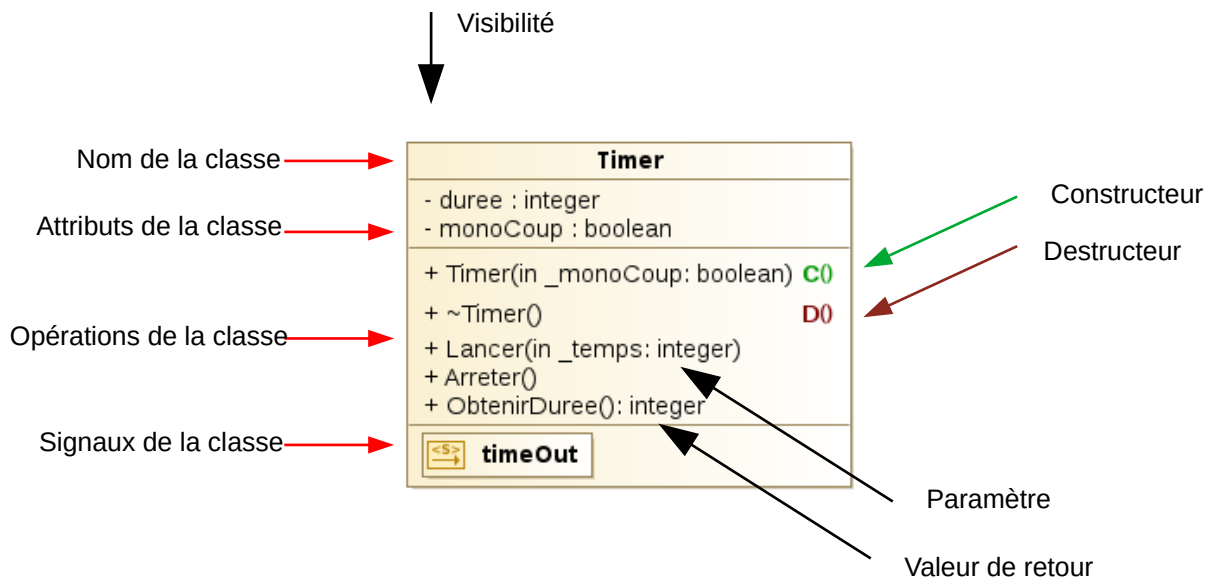 Visibilité
Nom de la classe
Timer
Attributs de la classe
- duree : integer
- monoCoup : boolean
Constructeur
Destructeur
+ Timer(in _monoCoup: boolean) C()
+ ~Timer() D()
Opérations de la classe
+ Lancer(in _temps: integer)
+ Arreter()
+ ObtenirDuree(): integer
Signaux de la classe
<S>
timeOut
Paramètre
Valeur de retour